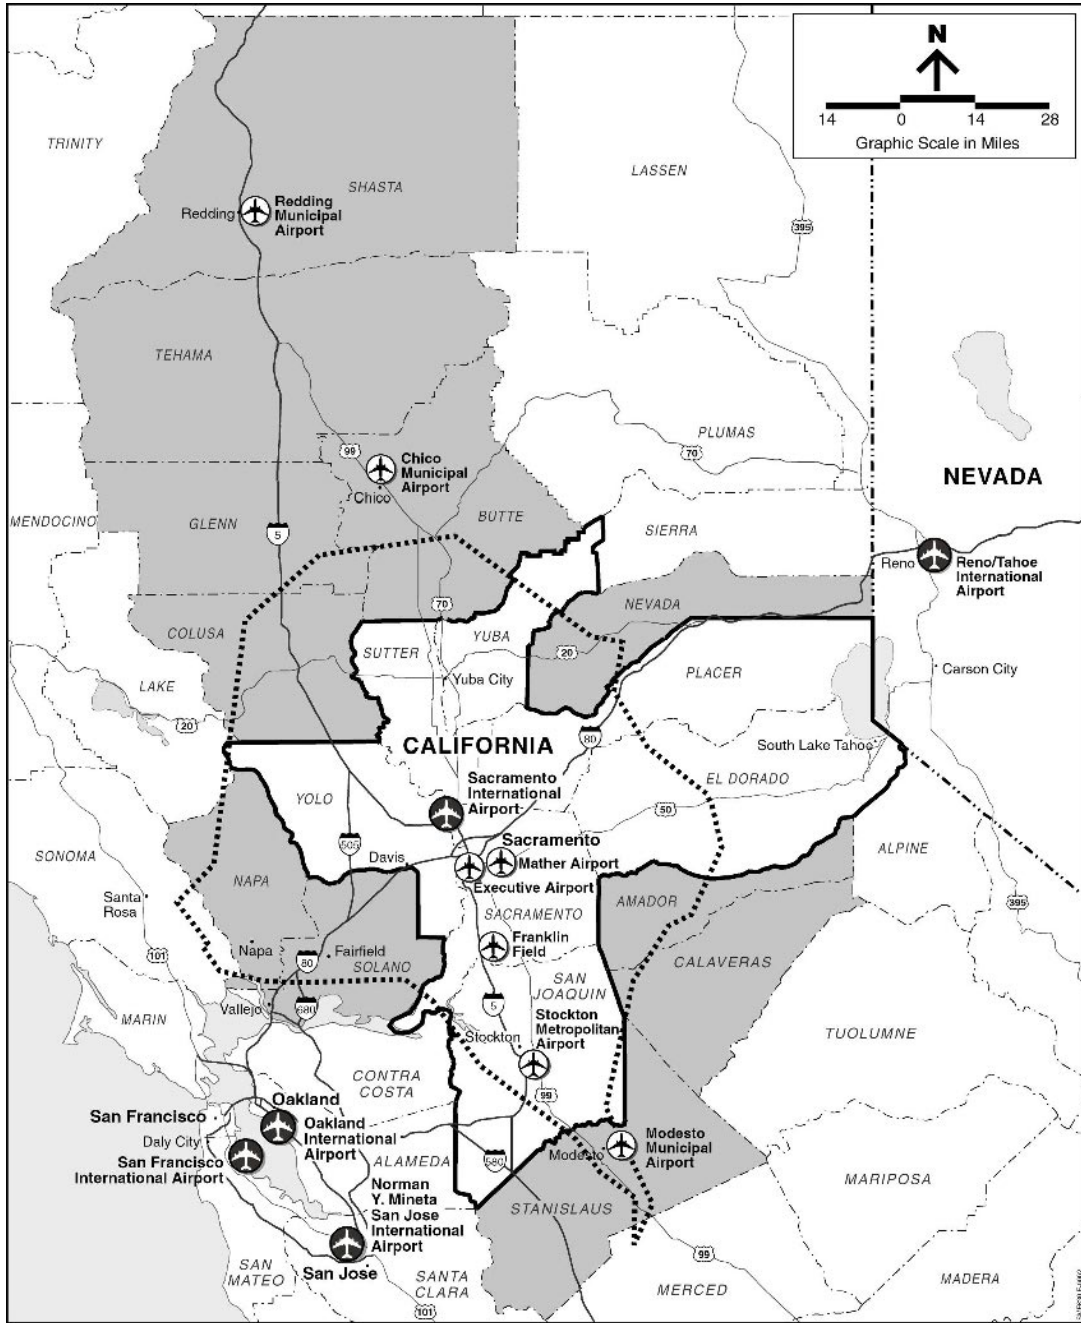 N
14 0 14 28
Graphic Scale in Miles
TRINITY
SHASTA
LASSEN
Redding
Redding
Municipal
Airport
395
TEHAMA
PLUMAS
70
99
Chico
Municipal
Airport
Chico
NEVADA
MENDOCINO
GLENN
BUTTE
5
SIERRA
Reno
Reno/Tahoe
International
Airport
70
NEVADA
COLUSA
YUBA
SUTTER
20
Yuba City
PLACER
Carson City
LAKE
20
CALIFORNIA
80
South Lake Tahoe
Sacramento
International
Airport
EL DORADO
YOLO
50
505
SONOMA
Davis
Sacramento
Mather Airport
Executive Airport
ALPINE
NAPA
Santa
Rosa
AMADOR
395
SACRAMENTO
Franklin
Field
101
Napa
Fairfield
80
SOLANO
CALAVERAS
SAN
JOAQUIN
Vallejo
680
5
MARIN
Stockton
Stockton
Metropolitan
Airport
TUOLUMNE
CONTRA
COSTA
99
Oakland
San Francisco
Oakland
International
Airport
Daly City
San Francisco
International Airport
ALAMEDA
580
Modesto
Modesto
Municipal
Airport
Norman
Y. Mineta
San Jose
International
Airport
MARIPOSA
STANISLAUS
San Jose
SAN
MATEO
SANTA
CLARA
99
101
MERCED
MADERA